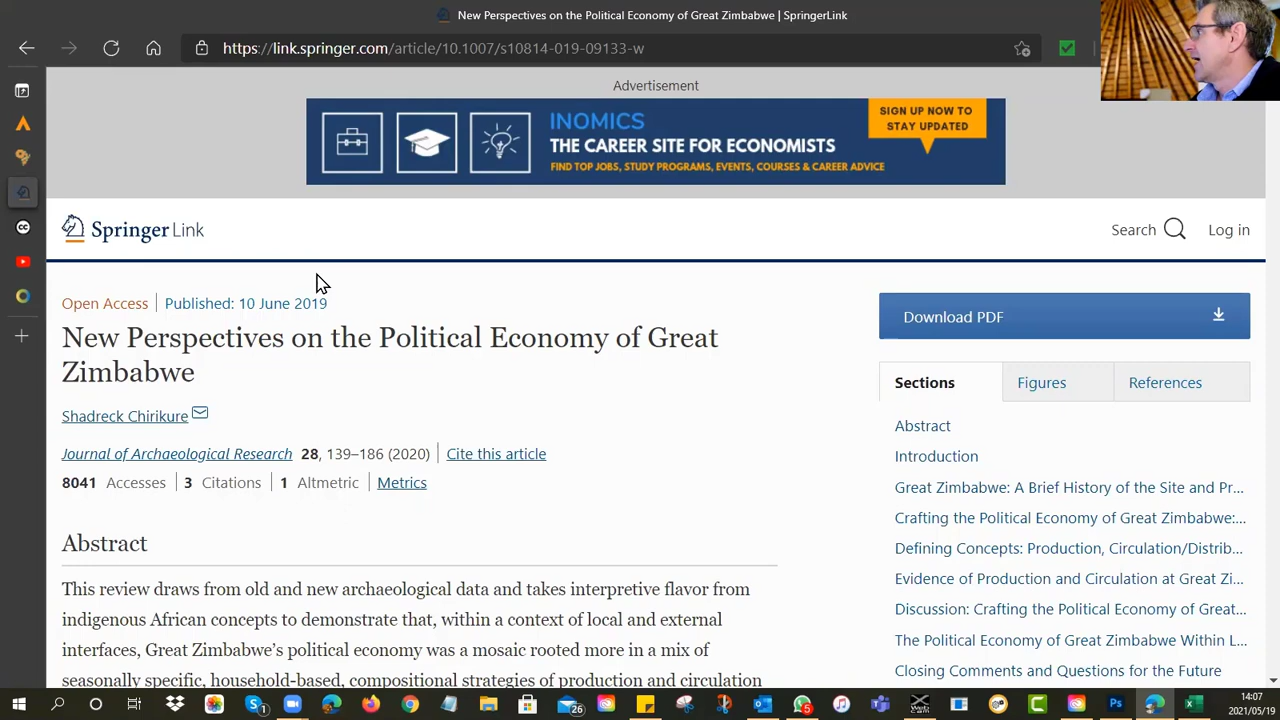 New Perspectives on the Political Economy of Great Zimbabwe | SpringerLink
https://link.springer.com/article/10.1007/s10814-019-09133-w
Advertisement
INOMICS
THE CAREER SITE FOR ECONOMISTS
FIND TOP JOBS, STUDY PROGRAMS, EVENTS, COURSES & CAREER ADVICE
SIGN UP NOW TO
STAY UPDATED
Springer Link
Search
Log in
Open Access | Published: 10 June 2019
New Perspectives on the Political Economy of Great
Zimbabwe
Shadreck Chirikure
Journal of Archaeological Research 28, 139–186 (2020) | Cite this article
8041 Accesses | 3 Citations | 1 Altmetric | Metrics
Abstract
This review draws from old and new archaeological data and takes interpretive flavor from
indigenous African concepts to demonstrate that, within a context of local and external
interfaces, Great Zimbabwe’s political economy was a mosaic rooted more in a mix of
seasonally specific, household-based, compositional strategies of production and circulation
Download PDF
Sections
Figures
References
Abstract
Introduction
Great Zimbabwe: A Brief History of the Site and Pr...
Crafting the Political Economy of Great Zimbabwe:...
Defining Concepts: Production, Circulation/Distrib...
Evidence of Production and Circulation at Great Zi...
Discussion: Crafting the Political Economy of Great...
The Political Economy of Great Zimbabwe Within L...
Closing Comments and Questions for the Future
1
26
5
14:07
2021/05/19